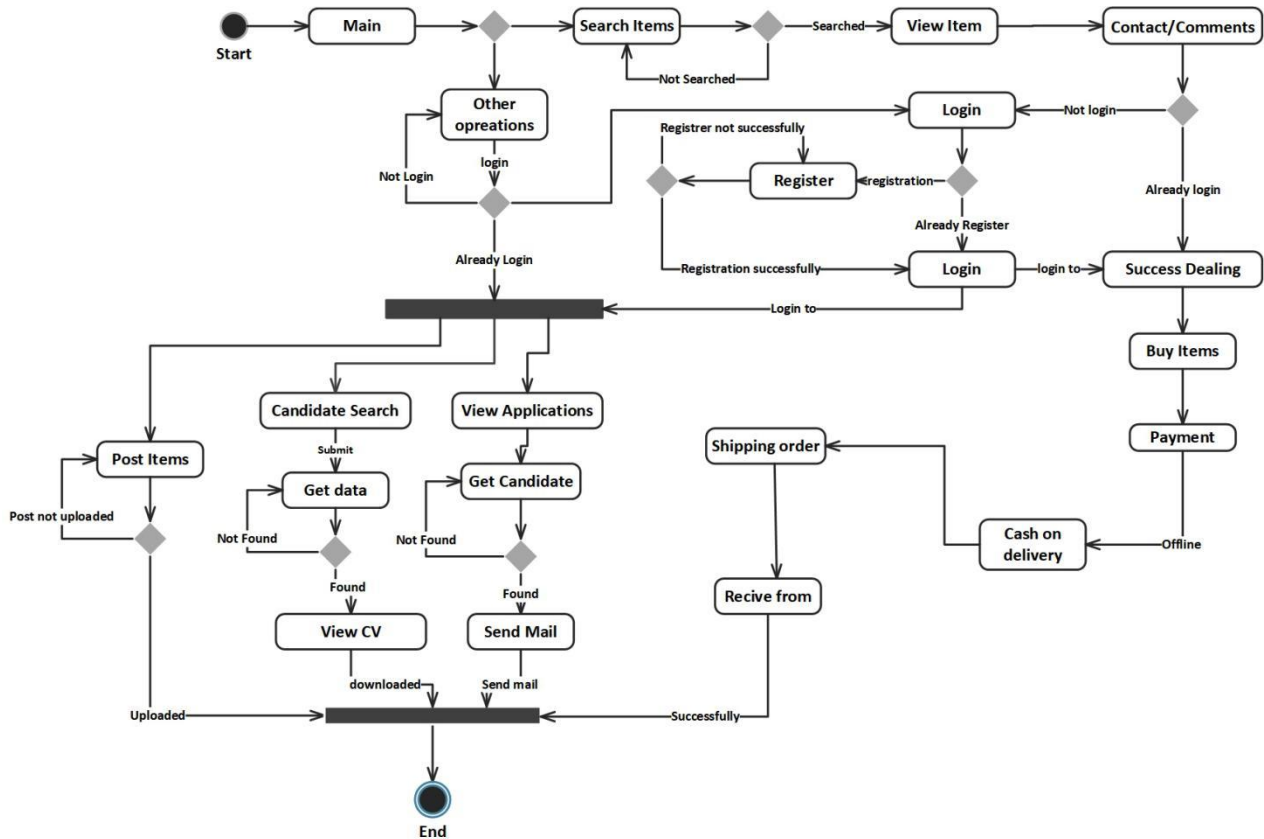 Main
Search Items
Searched
View Item
Contact/Comments
Start
Not Searched
Other
opreations
Login
Not login
Registrer not successfully
login
Not Login
Register
registration
Already login
Already Register
Already Login
Registration successfully
Login
login to
Success Dealing
Login to
Buy Items
Candidate Search
View Applications
Payment
Shipping order
Submit
Post Items
Get data
Get Candidate
Post not uploaded
Not Found
Not Found
Cash on
delivery
Offline
Found
Found
Recive from
View CV
Send Mail
downloaded
Send mail
Uploaded
Successfully
End